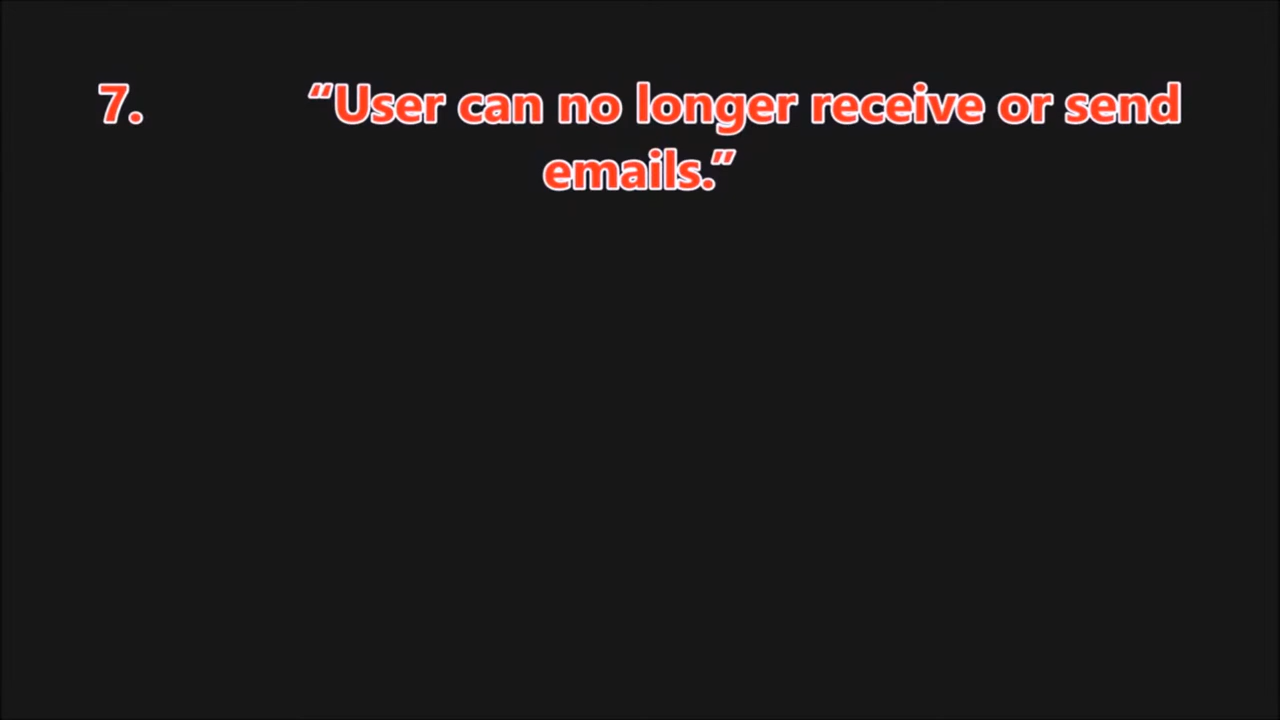 7. “User can no longer receive or send
emails.”